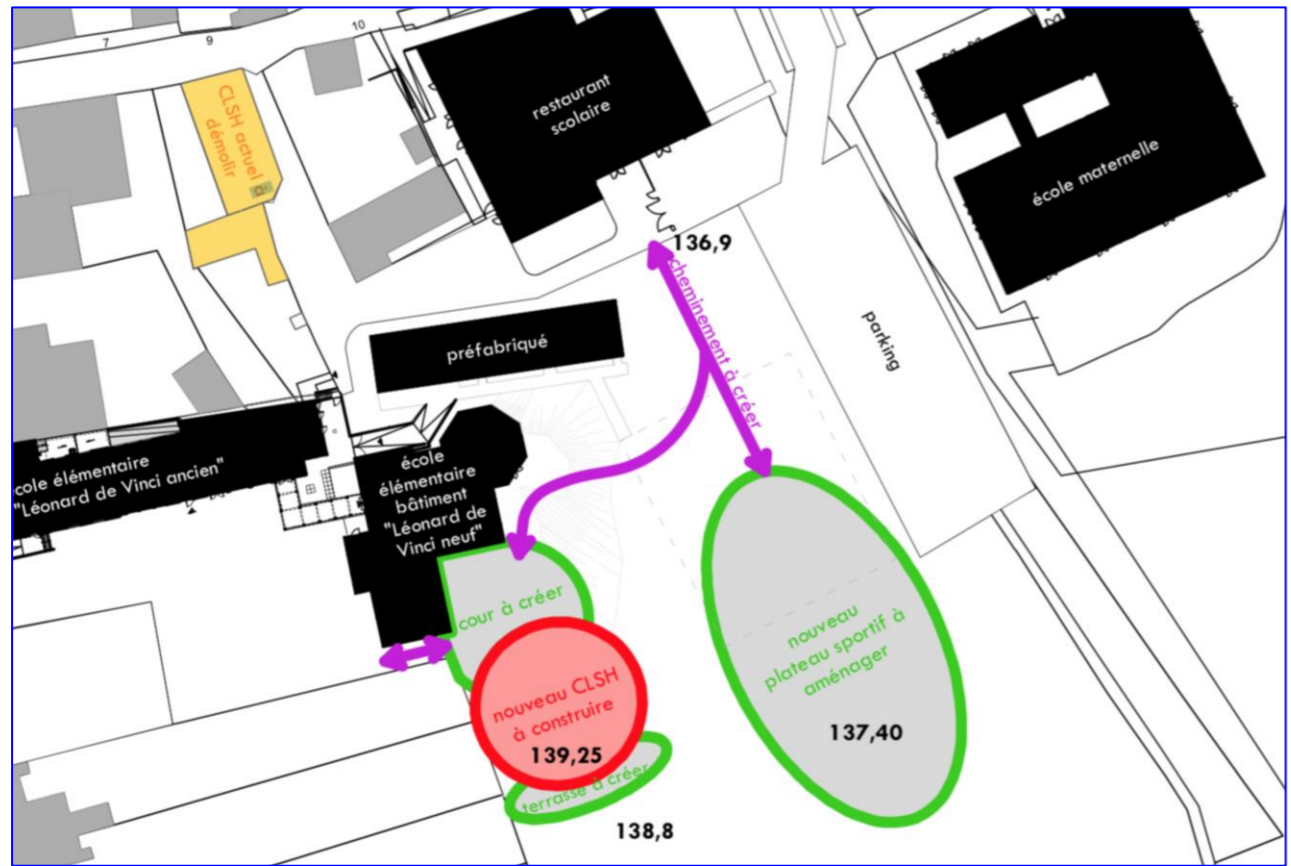 7
9
10
CLSH actuel
démolir
restaurant
scolaire
école maternelle
136,9
cheminement à créer
parking
préfabriqué
cole élémentaire
"Léonard de Vinci ancien"
école
élémentaire
bâtiment
"Léonard de
Vinci neuf"
cour à créer
nouveau
plateau sportif à
aménager
137,40
nouveau CLSH
à construire
139,25
terrasse à créer
138,8